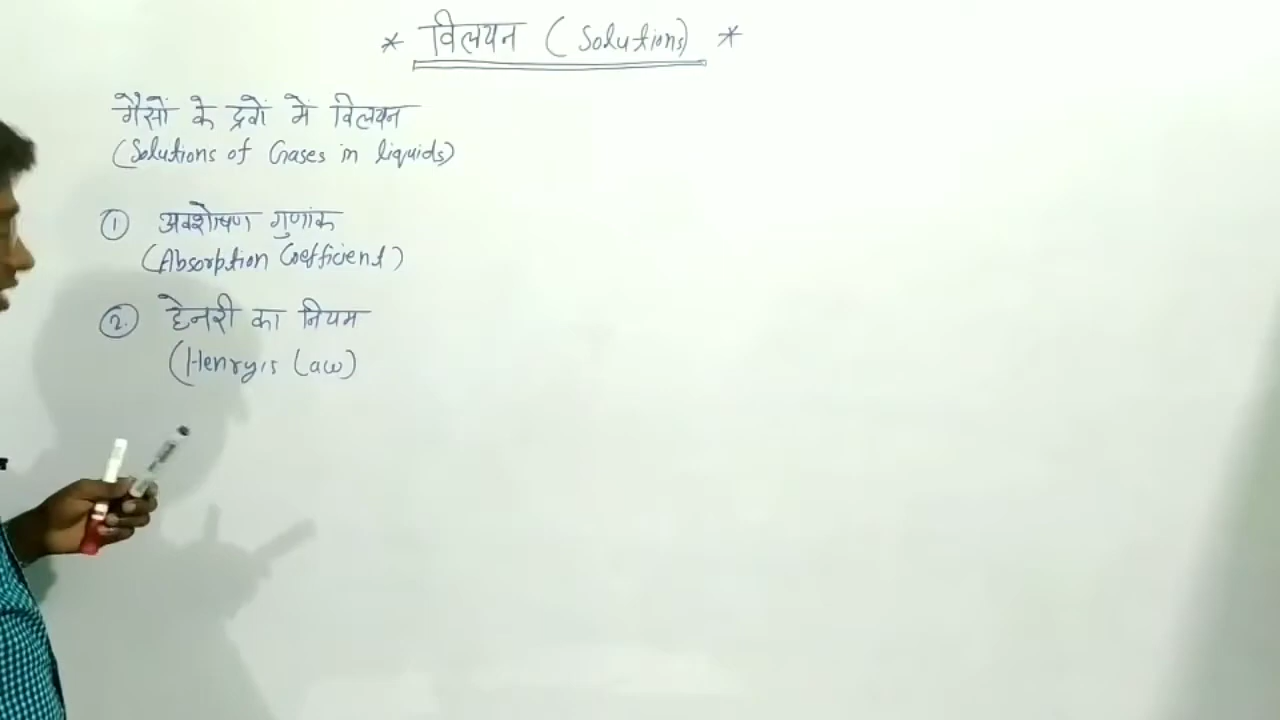 * विलयन ( Solutions) *
गैसों के द्रवों में विलयन
(Solutions of Gases in liquids)
① अवशोषण गुणांक
(Absorption Coefficient)
②. हेनरी का नियम
(Henry's Law)